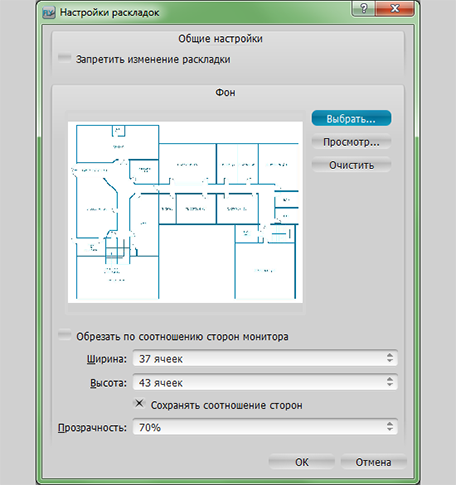 Настройки раскладок
Общие настройки
Запретить изменение раскладки
Фон
Выбрать...
Просмотр...
Очистить
Обрезать по соотношению сторон монитора
Ширина: 37 ячеек
Высота: 43 ячеек
Сохранять соотношение сторон
Прозрачность: 70%
OK Отмена